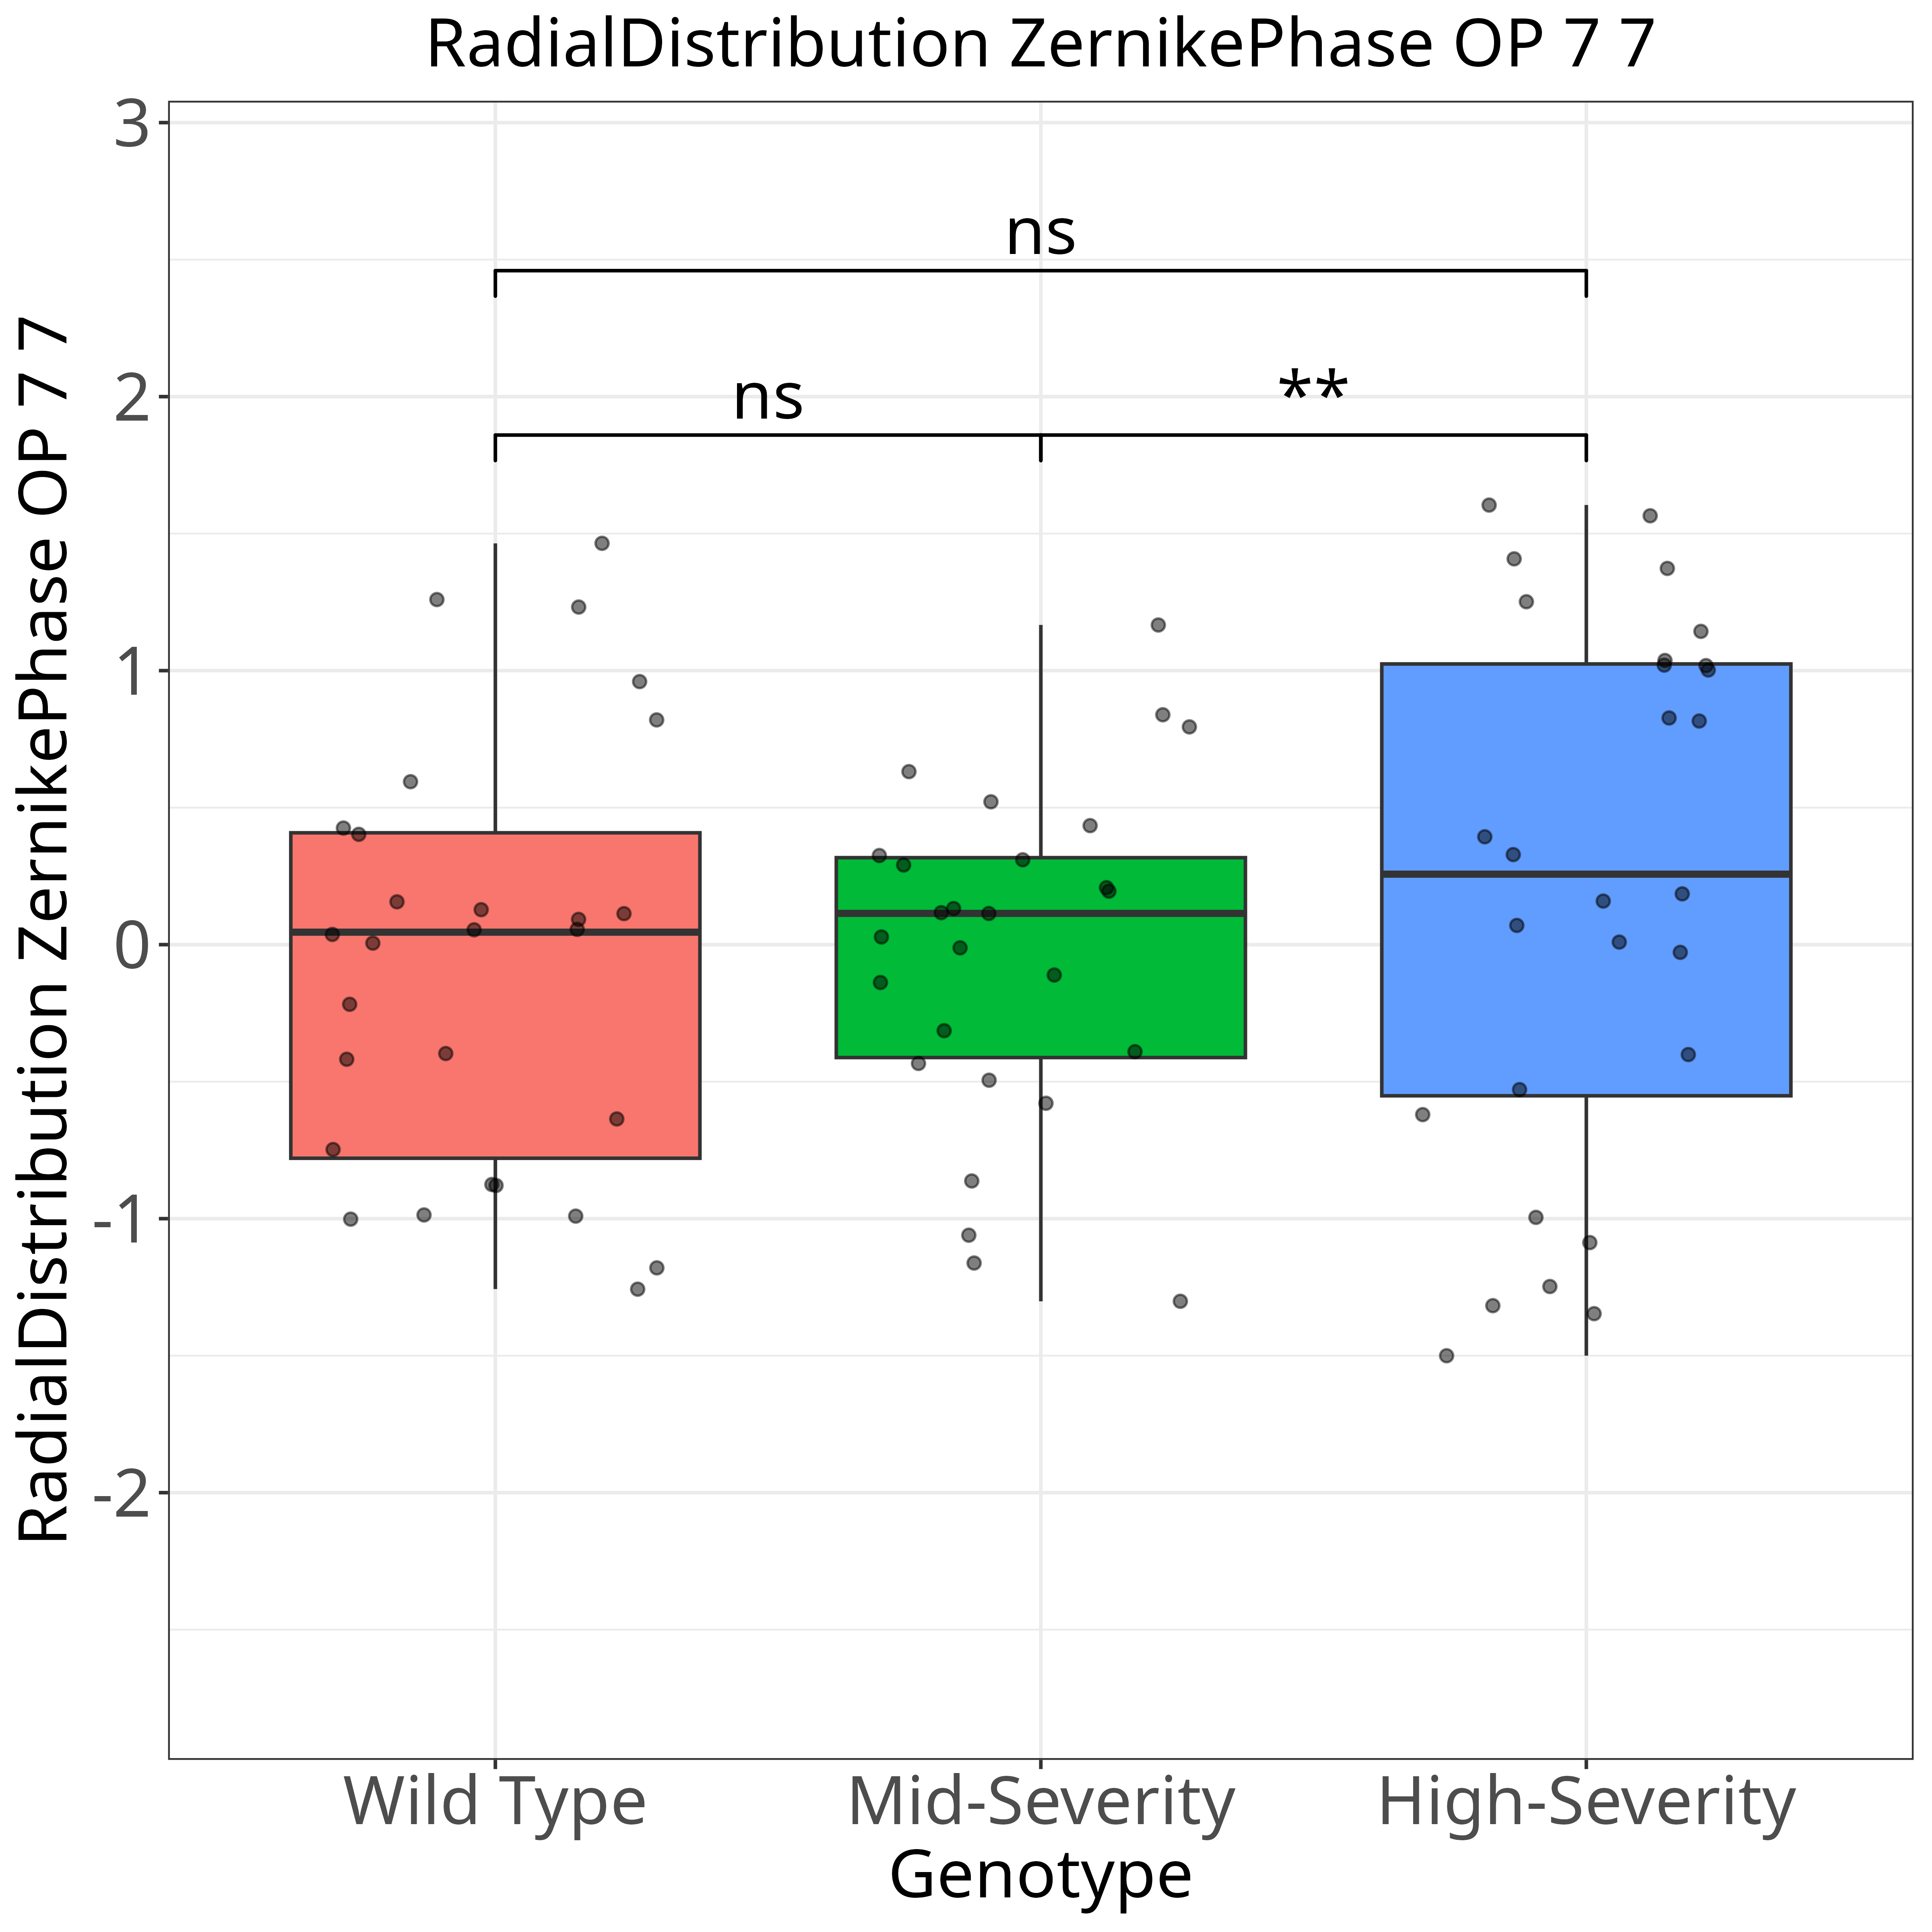 RadialDistribution ZernikePhase OP 7 7
RadialDistribution ZernikePhase OP 7 7
3
2
1
0
-1
-2
ns
ns
**
Wild Type
Mid-Severity
High-Severity
Genotype